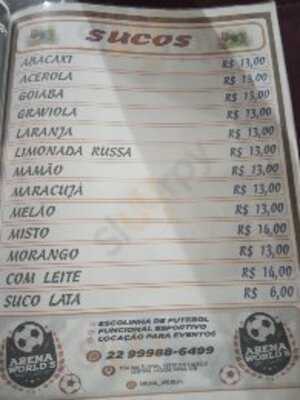 SUCOS
ABACAXI R$ 13,00
ACEROLA R$ 13,00
GOIABA R$ 13,00
GRAVIOLA R$ 13,00
LARANJA R$ 13,00
LIMONADA RUSSA R$ 13,00
MAMÃO R$ 13,00
MARACUJÁ R$ 13,00
MELÃO R$ 13,00
MISTO R$ 16,00
MORANGO R$ 13,00
COM LEITE R$ 16,00
SUCO LATA R$ 6,00
ESCOLINHA DE FUTEBOL
FUNCIONAL ESPORTIVO
LOCAÇÃO PARA EVENTOS
22 99988-6499
ARENA WORLD'S
ARENA WORLD'S